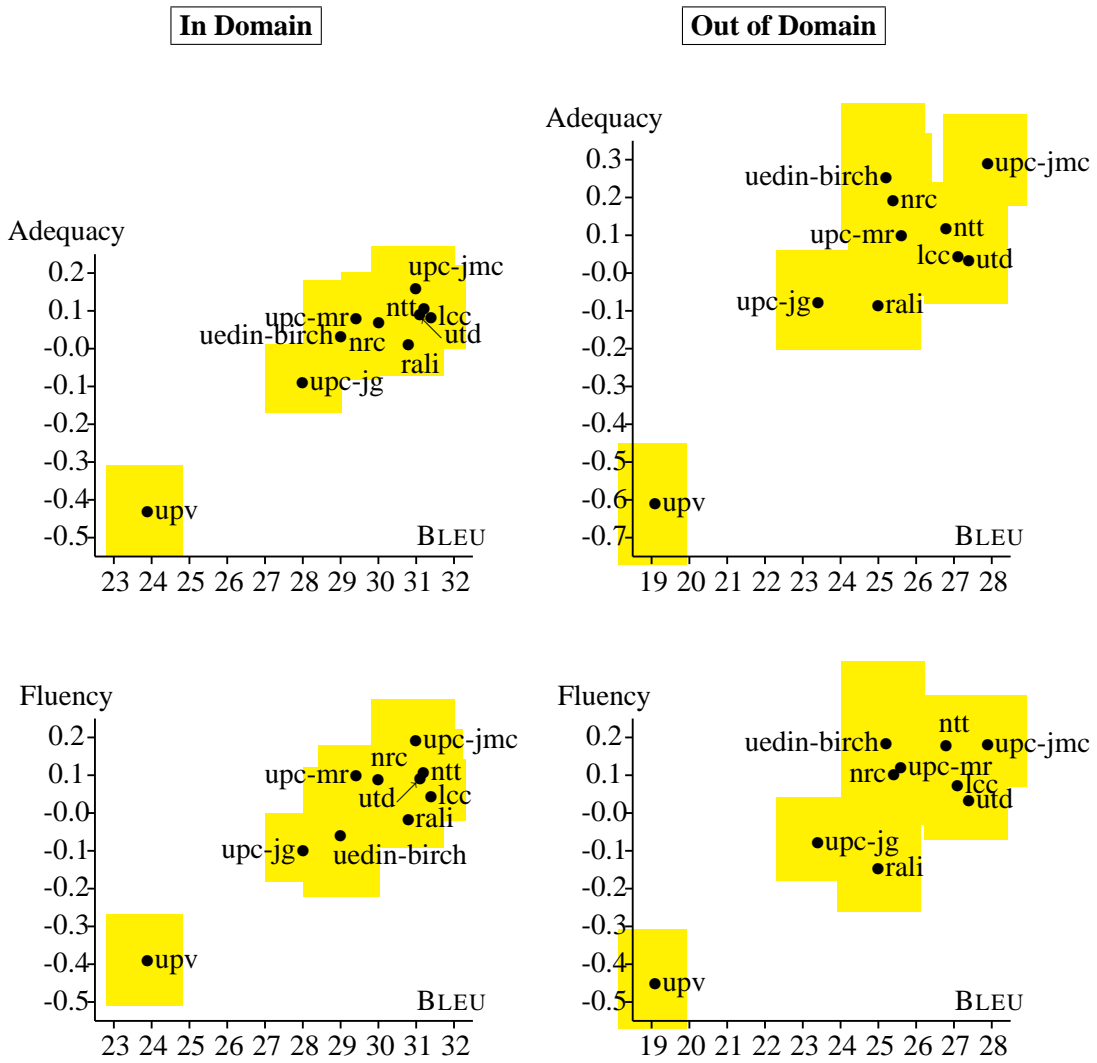 In Domain
Out of Domain
Adequacy
0.2
0.1
-0.0
-0.1
-0.2
-0.3
-0.4
-0.5
upc-jmc
upc-mr
ntt
lcc
uedin-birch
nrc
utd
rali
upc-jg
upv
BLEU
23 24 25 26 27 28 29 30 31 32
Adequacy
0.3
0.2
0.1
-0.0
-0.1
-0.2
-0.3
-0.4
-0.5
-0.6
-0.7
upc-jmc
uedin-birch
nrc
upc-mr
ntt
lcc
utd
upc-jg
rali
upv
BLEU
19 20 21 22 23 24 25 26 27 28
Fluency
0.2
0.1
-0.0
-0.1
-0.2
-0.3
-0.4
-0.5
upc-jmc
nrc
upc-mr
ntt
utd
lcc
rali
upc-jg
uedin-birch
upv
BLEU
23 24 25 26 27 28 29 30 31 32
Fluency
0.2
0.1
-0.0
-0.1
-0.2
-0.3
-0.4
-0.5
ntt
uedin-birch
upc-jmc
nrc
upc-mr
lcc
utd
upc-jg
rali
upv
BLEU
19 20 21 22 23 24 25 26 27 28